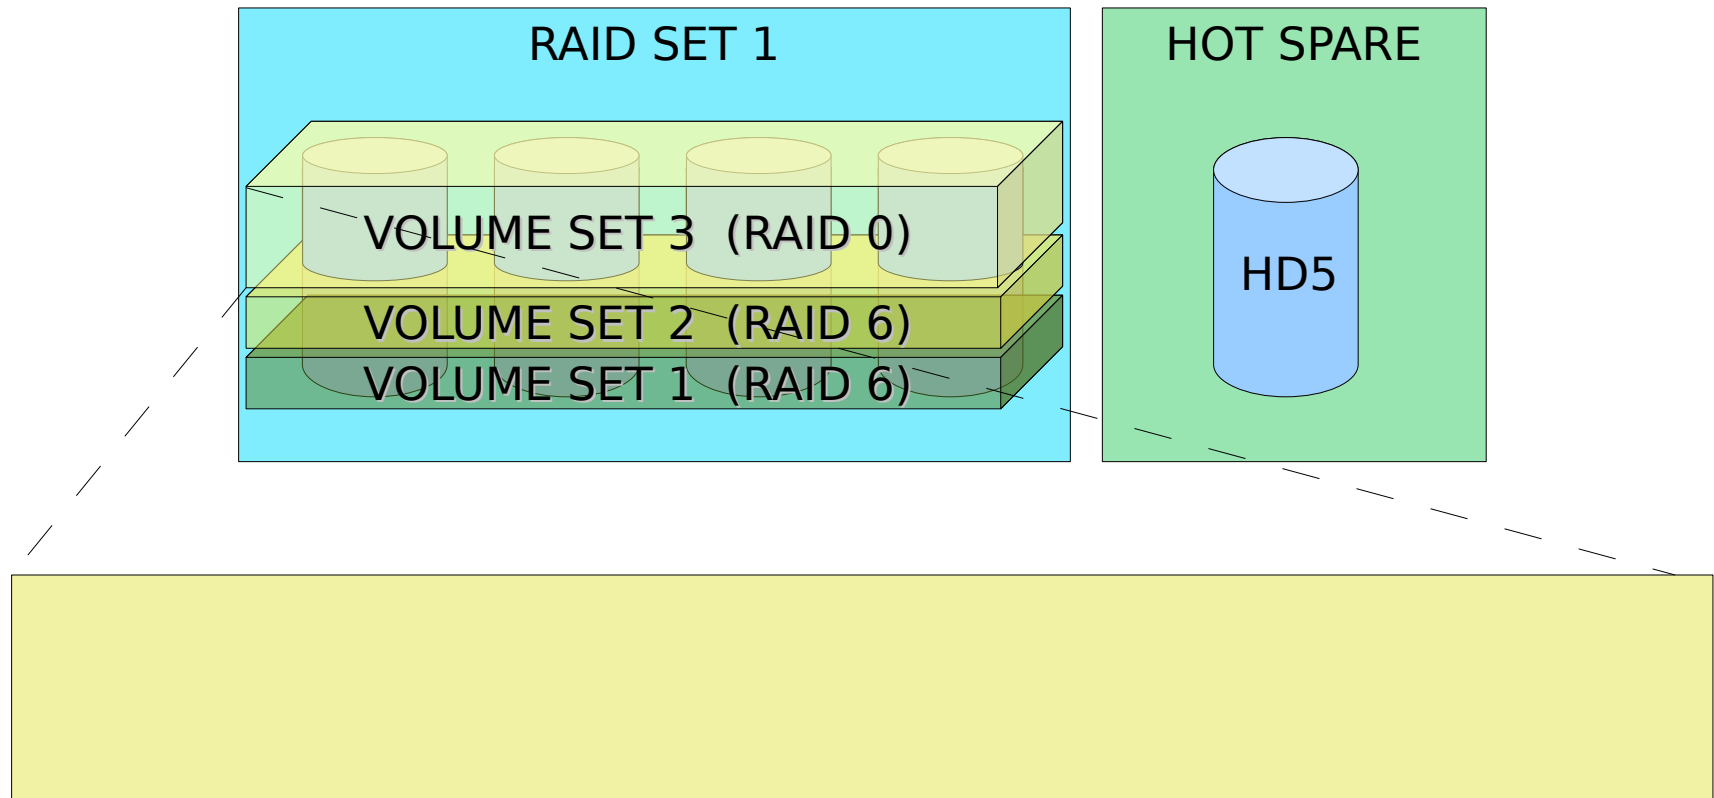 RAID SET 1
HOT SPARE
VOLUME SET 3 (RAID 0)
HD5
VOLUME SET 2 (RAID 6)
VOLUME SET 1 (RAID 6)